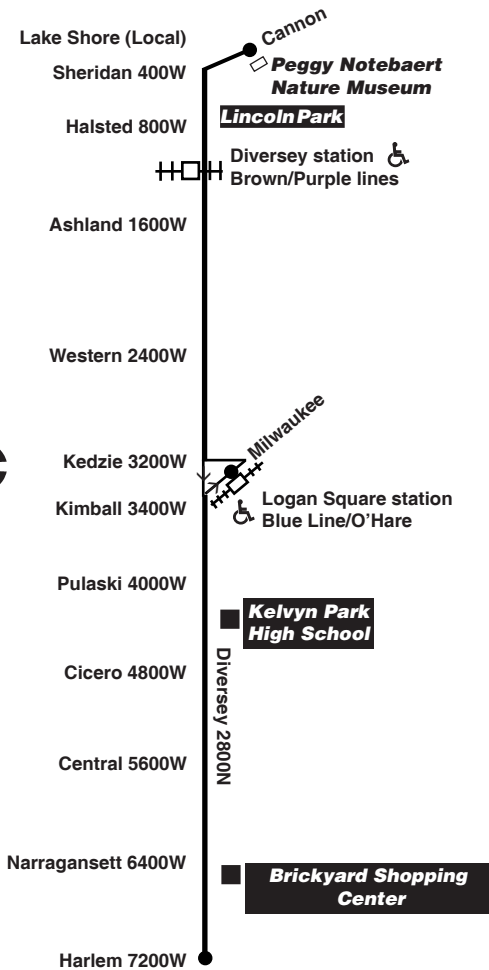 Lake Shore (Local)
Cannon
Sheridan 400W
Peggy Notebaert
Nature Museum
Lincoln Park
Halsted 800W
Diversey station
Brown/Purple lines
Ashland 1600W
Western 2400W
Milwaukee
Kedzie 3200W
Logan Square station
Blue Line/O'Hare
Kimball 3400W
Pulaski 4000W
Kelvyn Park
High School
Diversey 2800N
Cicero 4800W
Central 5600W
Narragansett 6400W
Brickyard Shopping
Center
Harlem 7200W